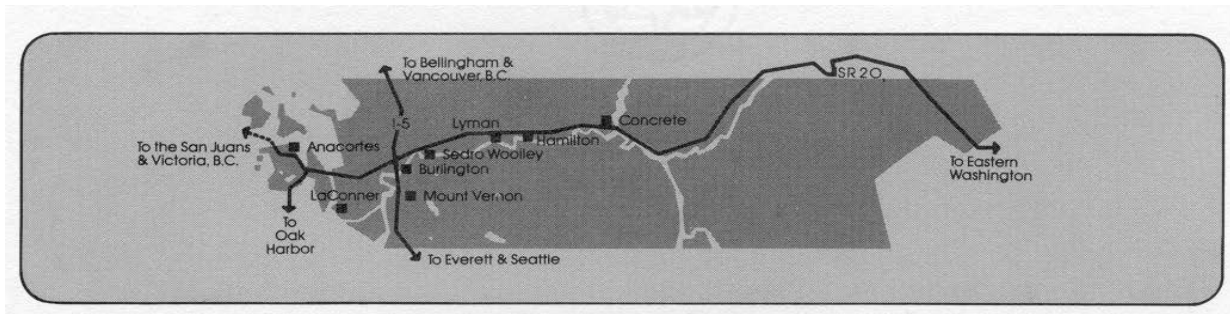 To Bellingham &
Vancouver, B.C.
SR 20
I-5
Lyman
Concrete
To the San Juans
& Victoria, B.C.
Anacortes
Hamilton
Sedro Woolley
To Eastern
Washington
Burlington
LaConner
Mount Vernon
To
Oak
Harbor
To Everett & Seattle